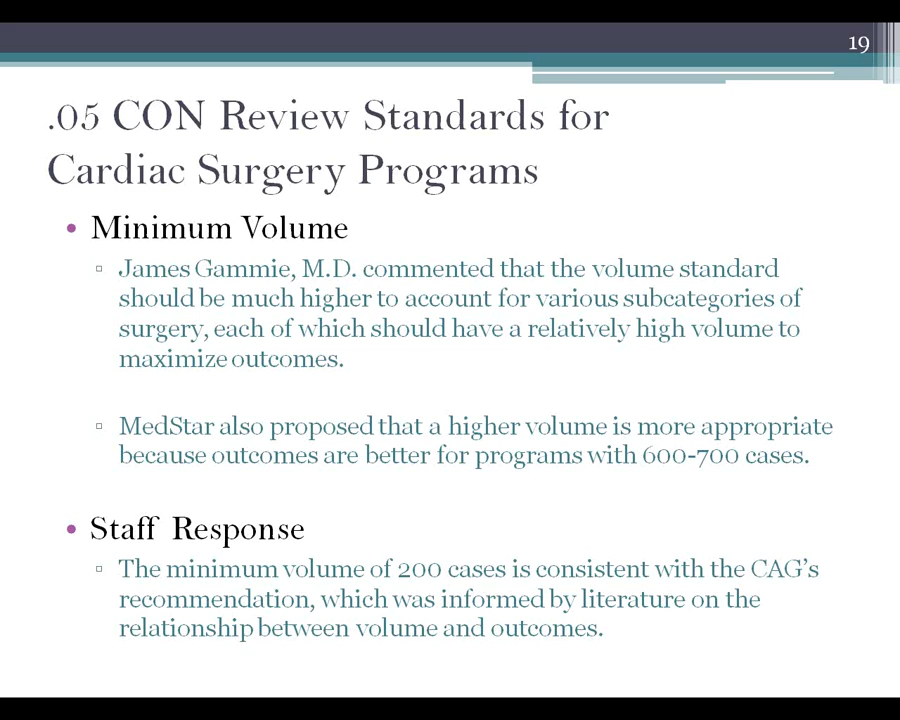 19
.05 CON Review Standards for
Cardiac Surgery Programs
• Minimum Volume
▫ James Gammie, M.D. commented that the volume standard
should be much higher to account for various subcategories of
surgery, each of which should have a relatively high volume to
maximize outcomes.
▫ MedStar also proposed that a higher volume is more appropriate
because outcomes are better for programs with 600-700 cases.
• Staff Response
▫ The minimum volume of 200 cases is consistent with the CAG's
recommendation, which was informed by literature on the
relationship between volume and outcomes.